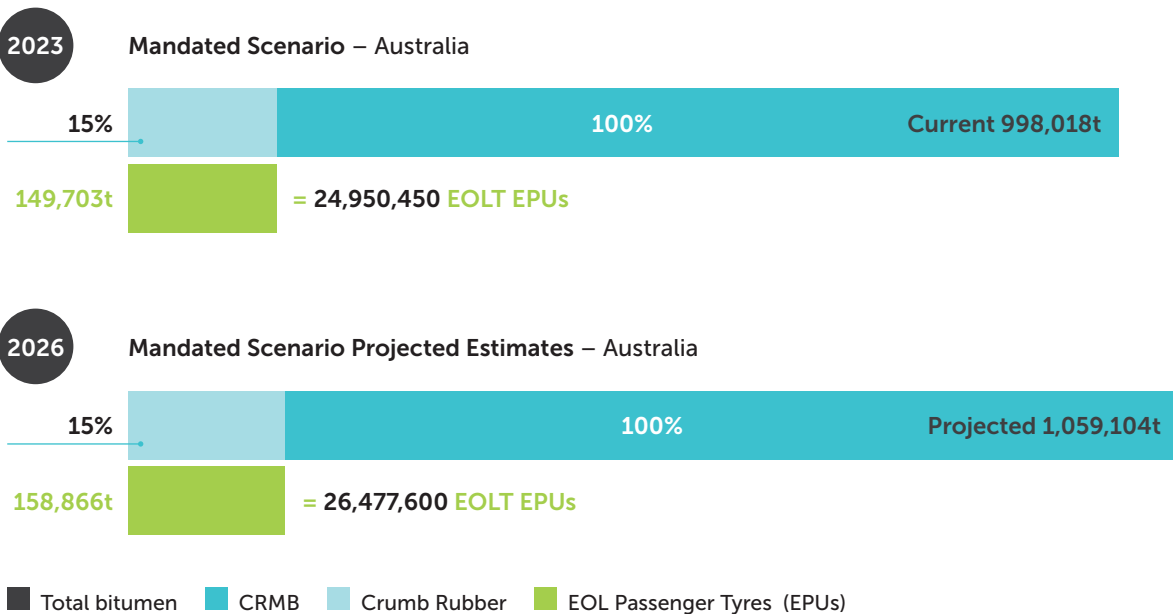 2023
Mandated Scenario – Australia
15%
100%
Current 998,018t
149,703t
= 24,950,450 EOLT EPUs
2026
Mandated Scenario Projected Estimates – Australia
15%
100%
Projected 1,059,104t
158,866t
= 26,477,600 EOLT EPUs
Total bitumen CRMB Crumb Rubber EOL Passenger Tyres (EPUs)